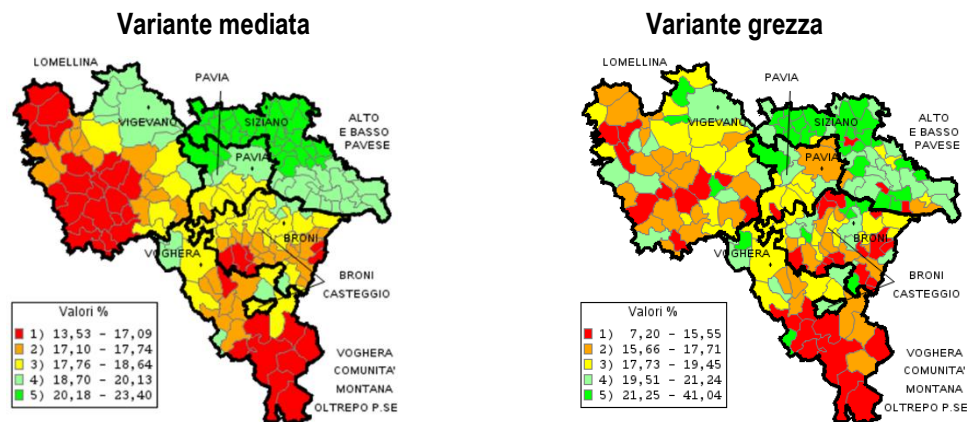 Variante mediata
LOMELLINA
PAVIA
VIGEVANO
SIZIANO
ALTO
E BASSO
PAVESE
PAVIA
VOGHERA
BRONI
BRONI
CASTEGGIO
VOGHERA
COMUNITA'
MONTANA
OLTREPO P.SE
Valori %
1) 13,53 - 17,09
2) 17,10 - 17,74
3) 17,76 - 18,64
4) 18,70 - 20,13
5) 20,18 - 23,40
Variante grezza
LOMELLINA
PAVIA
VIGEVANO
SIZIANO
ALTO
E BASSO
PAVESE
PAVIA
VOGHERA
BRONI
BRONI
CASTEGGIO
VOGHERA
COMUNITA'
MONTANA
OLTREPO P.SE
Valori %
1) 7,20 - 15,55
2) 15,66 - 17,71
3) 17,73 - 19,45
4) 19,51 - 21,24
5) 21,25 - 41,04